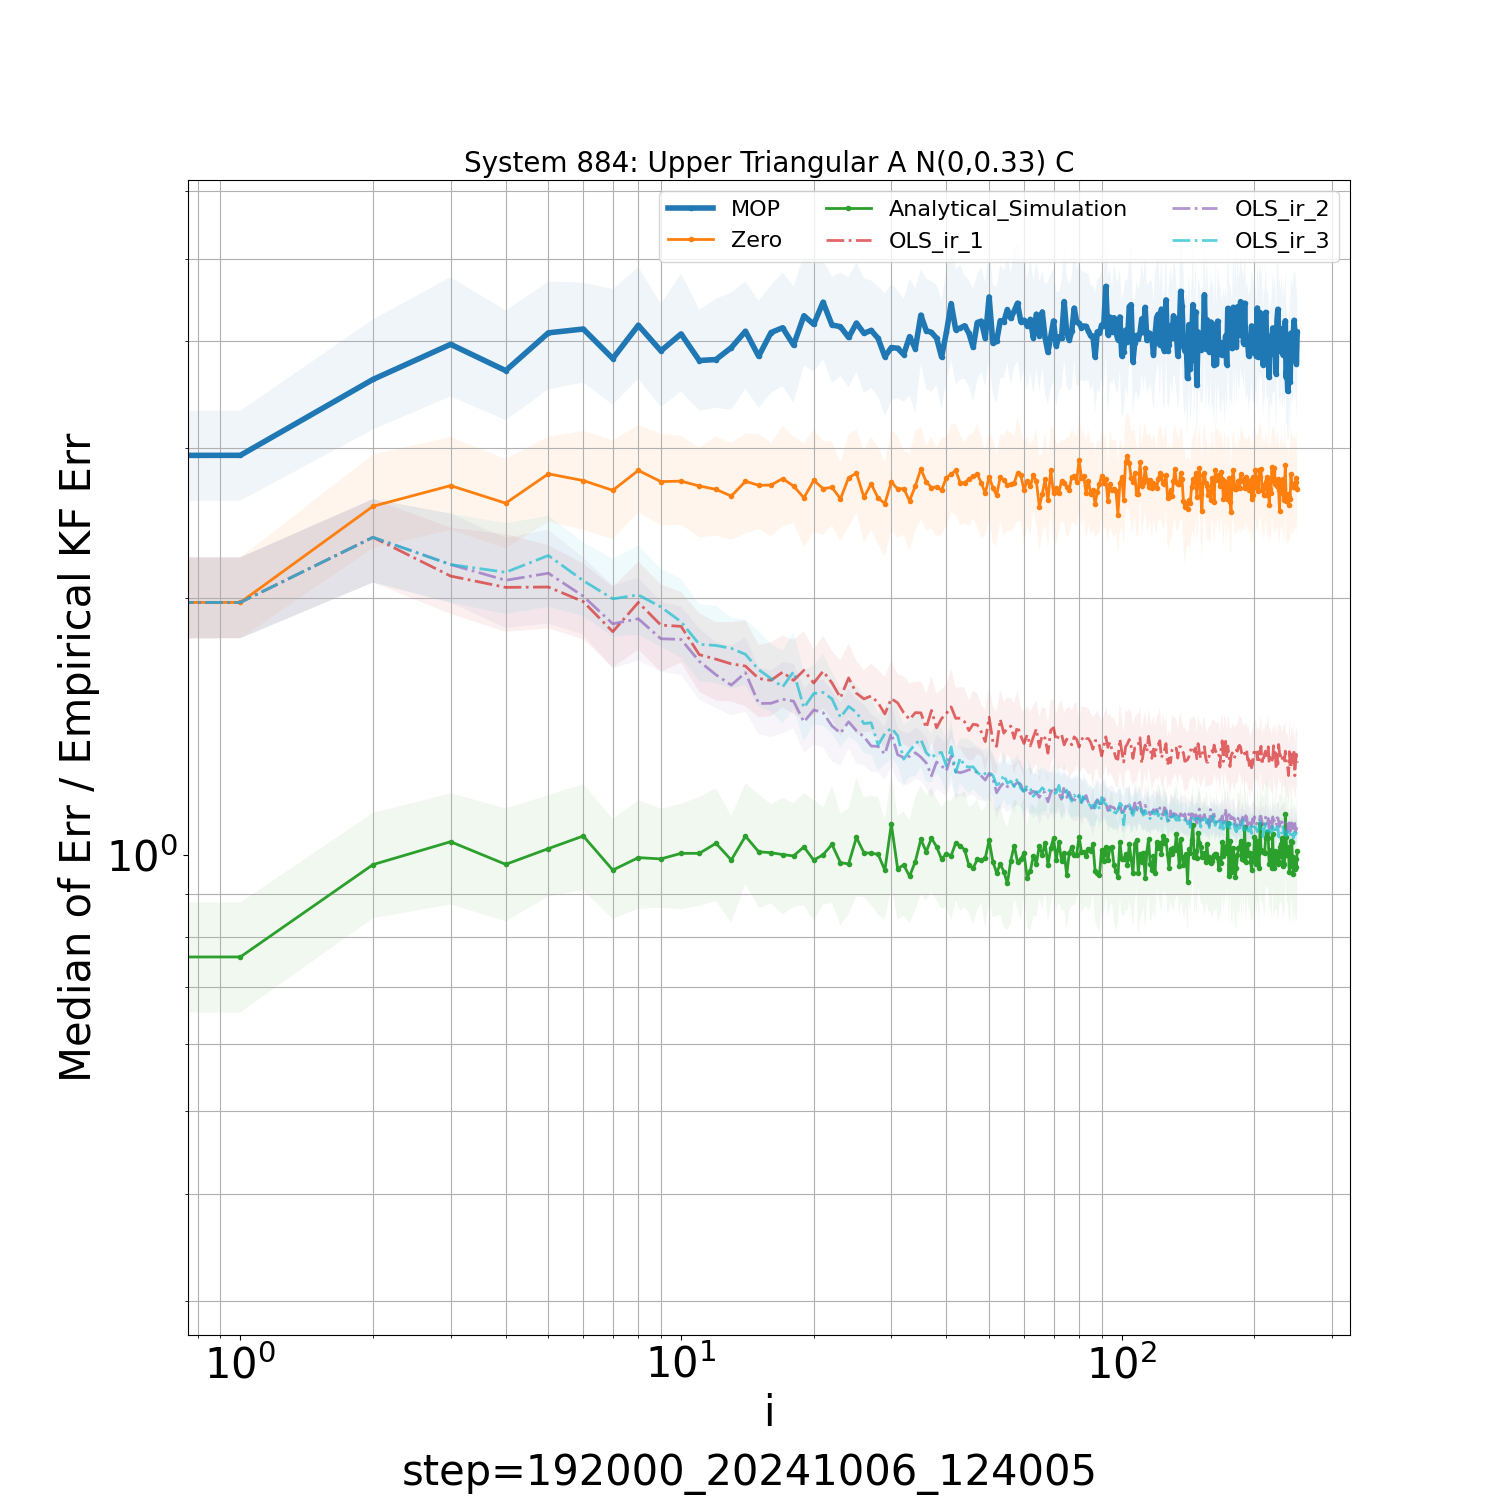 System 884: Upper Triangular A N(0,0.33) C
MOP
Zero
Analytical_Simulation
OLS_ir_1
OLS_ir_2
OLS_ir_3
Median of Err / Empirical KF Err
10⁰
10⁰ 10¹ 10²
i
step=192000_20241006_124005